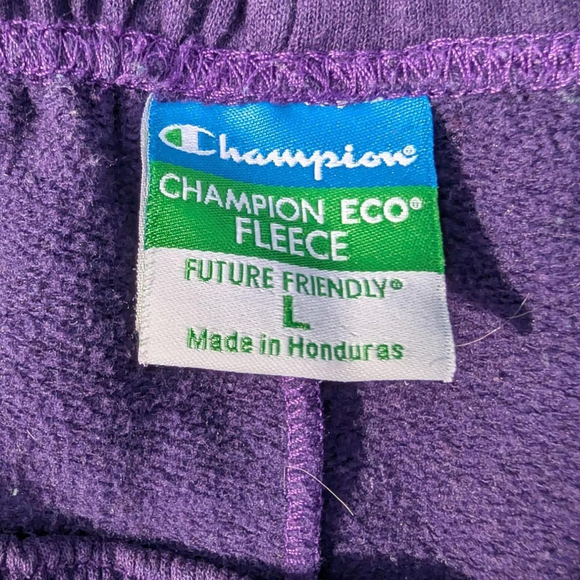 Champion®
CHAMPION ECO®
FLEECE
FUTURE FRIENDLY®
L
Made in Honduras